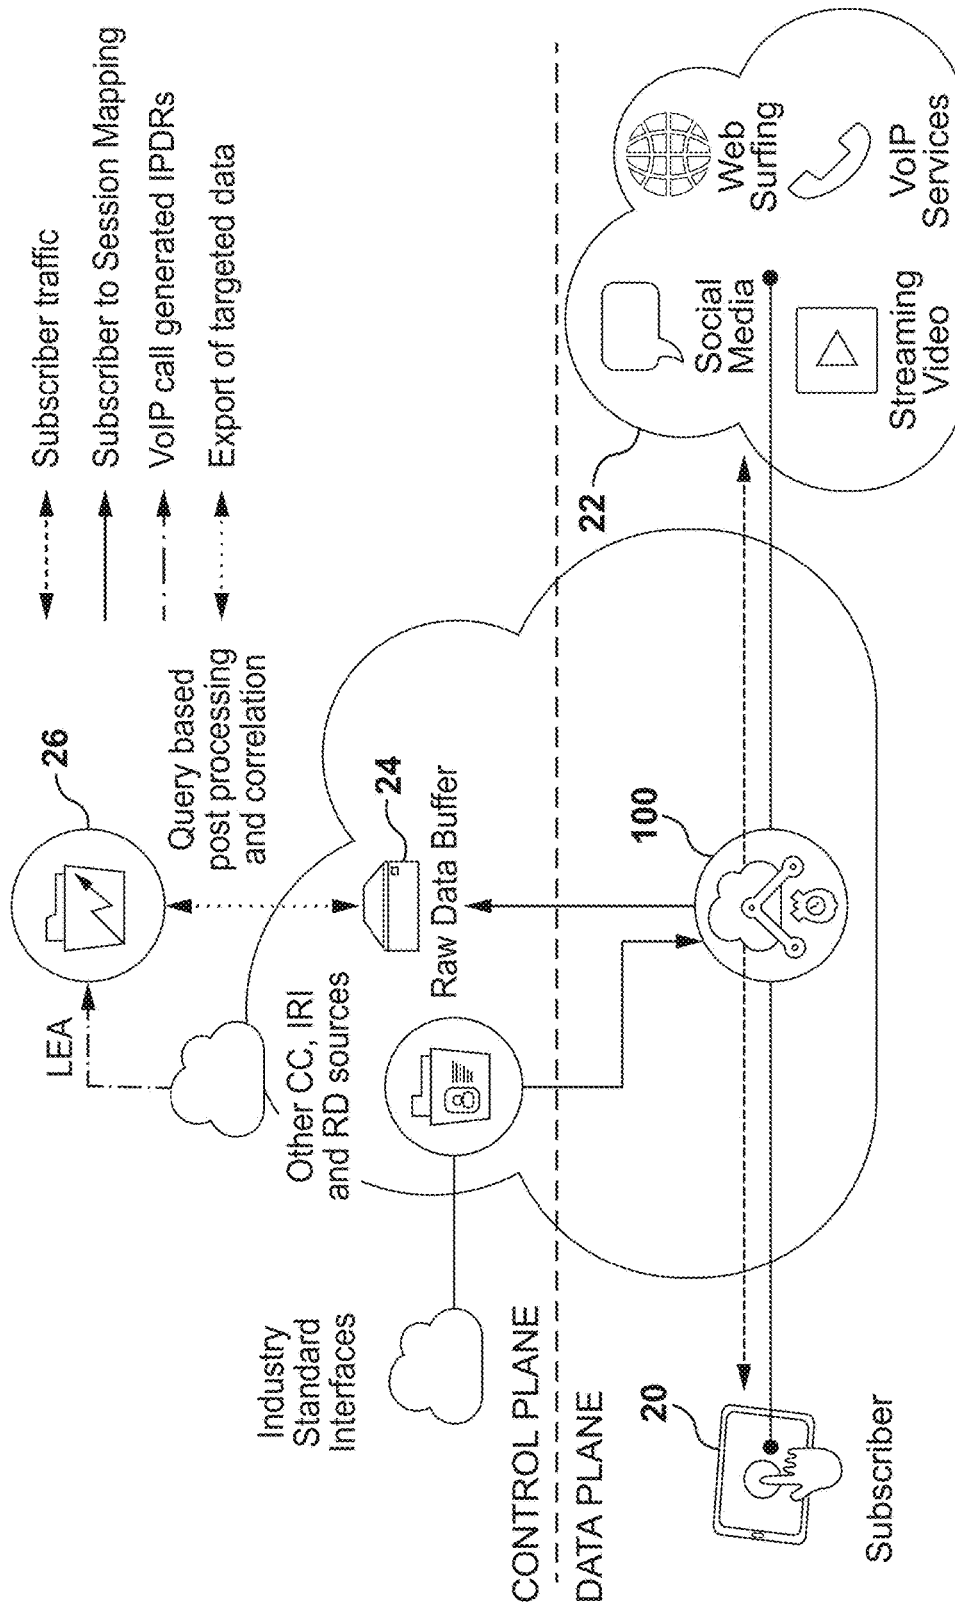 Subscriber traffic
Subscriber to Session Mapping
VoIP call generated IPDRs
Export of targeted data
26
LEA
Query based
post processing
and correlation
Other CC, IRI
and RD sources
24
Raw Data Buffer
Industry
Standard
Interfaces
CONTROL PLANE
DATA PLANE
22
100
20
Subscriber
Social
Media
Web
Surfing
Streaming
Video
VoIP
Services